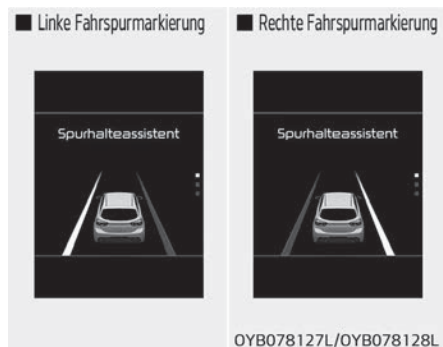 ■ Linke Fahrspurmarkierung
Spurhalteassistent
■ Rechte Fahrspurmarkierung
Spurhalteassistent
OYB078127L/OYB078128L